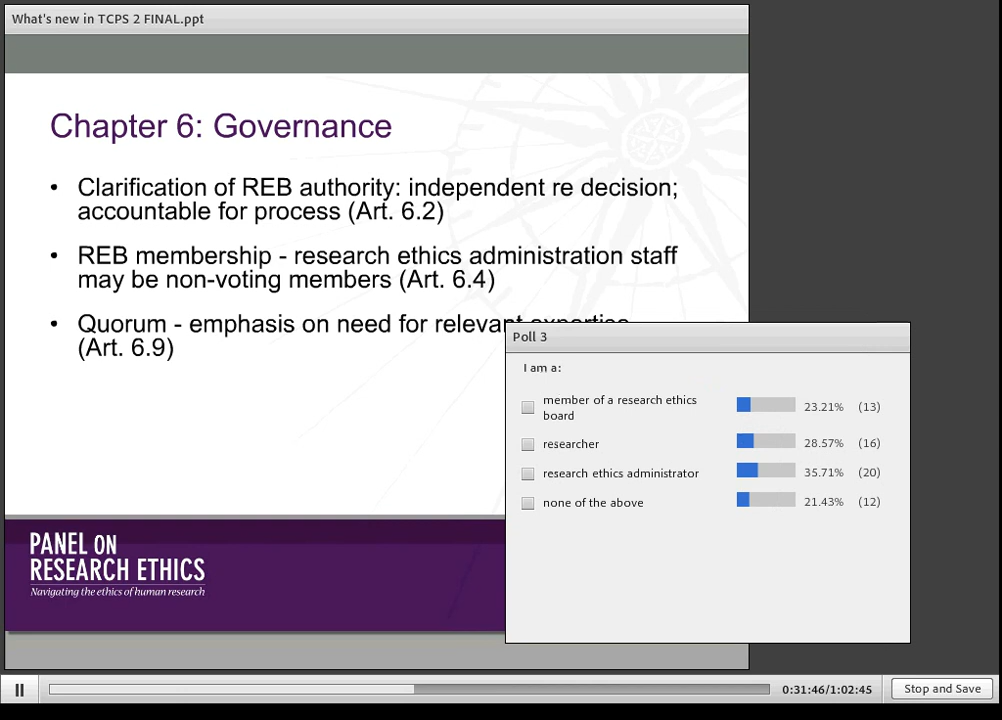 What's new in TCPS 2 FINAL.ppt
Chapter 6: Governance
• Clarification of REB authority: independent re decision;
accountable for process (Art. 6.2)
• REB membership - research ethics administration staff
may be non-voting members (Art. 6.4)
• Quorum - emphasis on need for relevant expertise
(Art. 6.9)
PANEL ON
RESEARCH ETHICS
Navigating the ethics of human research
Poll 3
I am a:
member of a research ethics
board 23.21% (13)
researcher 28.57% (16)
research ethics administrator 35.71% (20)
none of the above 21.43% (12)
0:31:46/1:02:45 Stop and Save